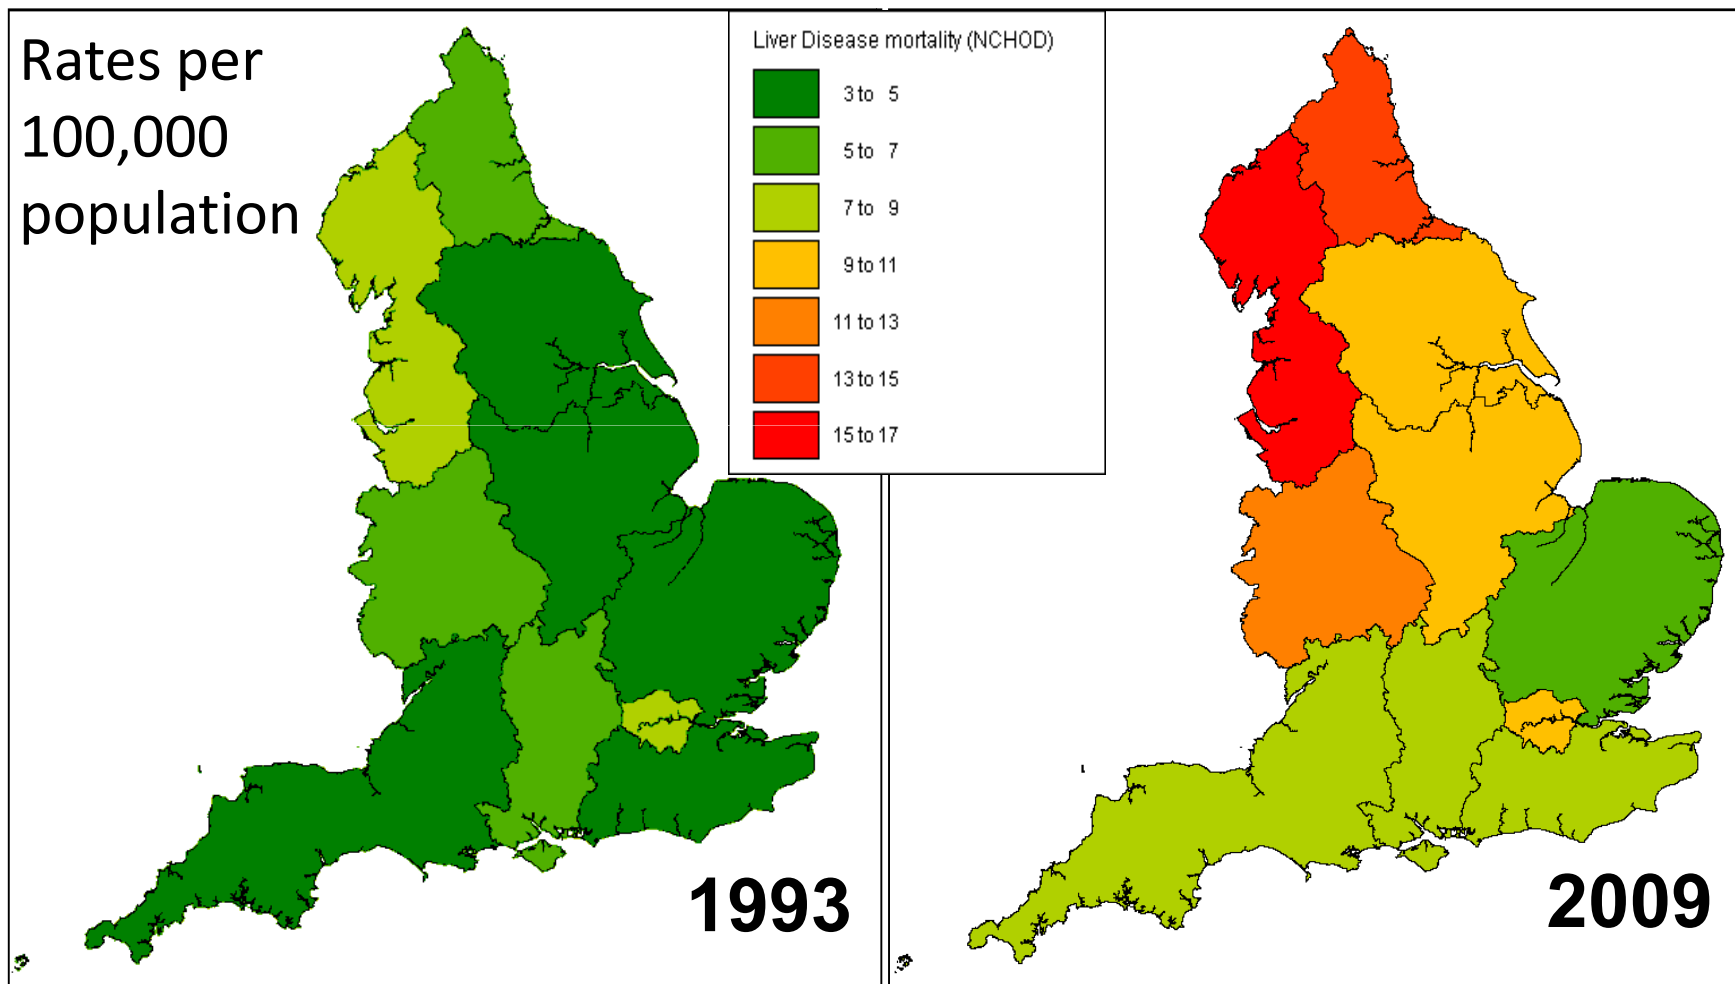 Rates per
100,000
population
Liver Disease mortality (NCHOD)
3 to 5
5 to 7
7 to 9
9 to 11
11 to 13
13 to 15
15 to 17
1993
2009